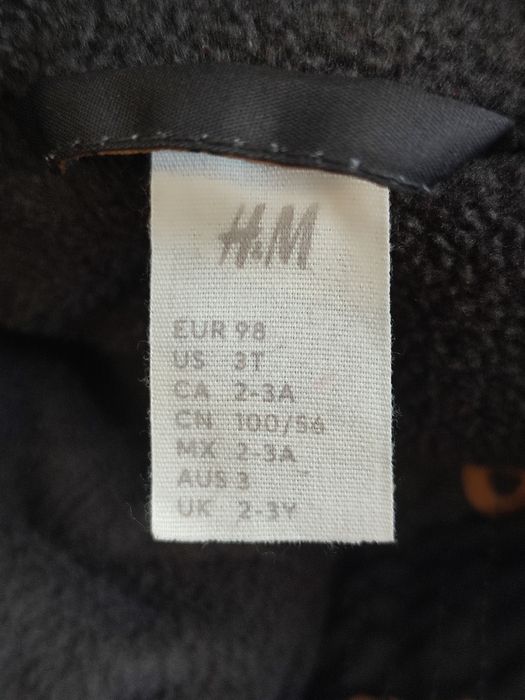 H&M
EUR 98
US 3T
CA 2-3A
CN 100/56
MX 2-3A
AUS 3
UK 2-3Y